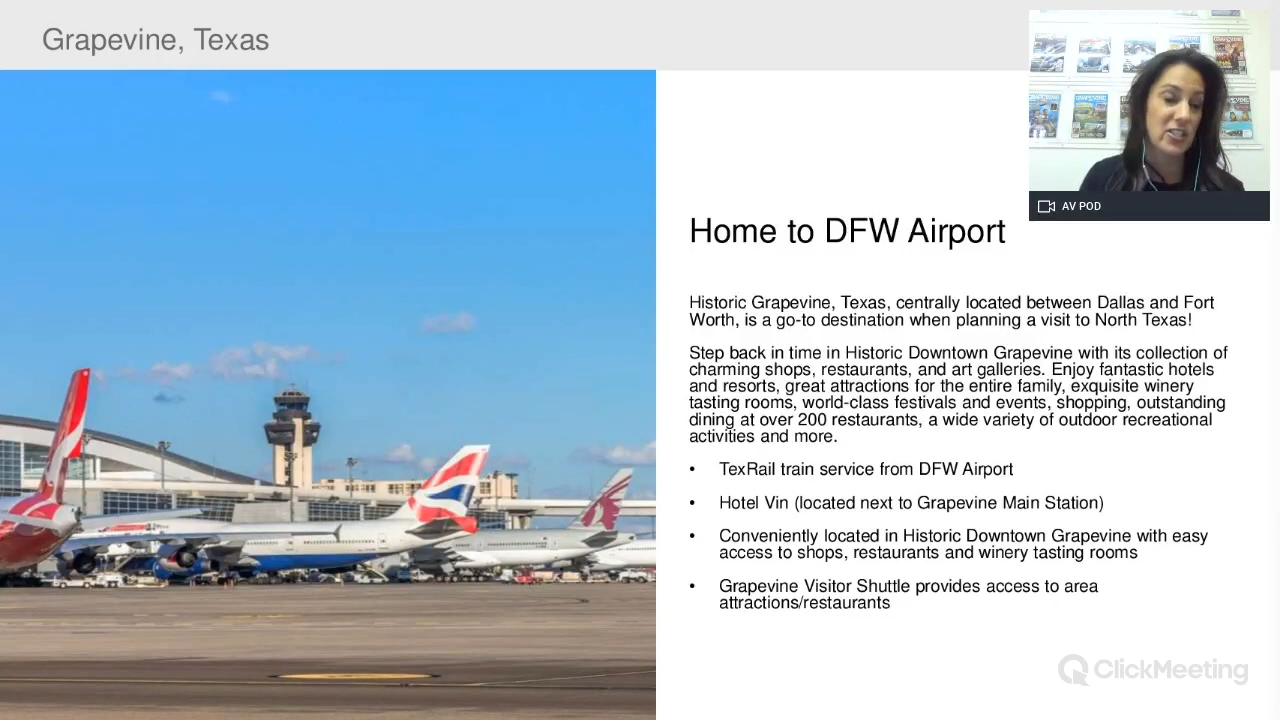 Grapevine, Texas
AV POD
Home to DFW Airport
Historic Grapevine, Texas, centrally located between Dallas and Fort
Worth, is a go-to destination when planning a visit to North Texas!
Step back in time in Historic Downtown Grapevine with its collection of
charming shops, restaurants, and art galleries. Enjoy fantastic hotels
and resorts, great attractions for the entire family, exquisite winery
tasting rooms, world-class festivals and events, shopping, outstanding
dining at over 200 restaurants, a wide variety of outdoor recreational
activities and more.
• TexRail train service from DFW Airport
• Hotel Vin (located next to Grapevine Main Station)
• Conveniently located in Historic Downtown Grapevine with easy
access to shops, restaurants and winery tasting rooms
• Grapevine Visitor Shuttle provides access to area
attractions/restaurants
ClickMeeting